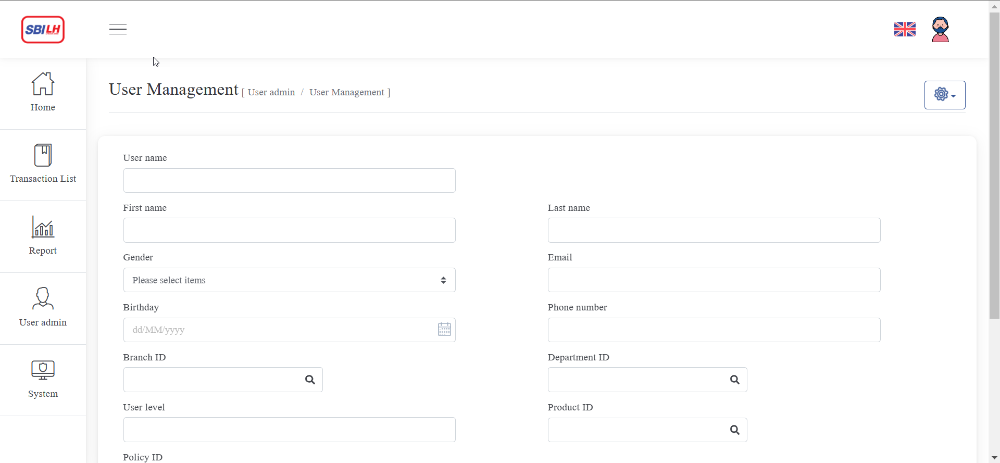 SBI LH
User Management [ User admin / User Management ]
Home
Transaction List
Report
User admin
System
User name
First name
Last name
Gender
Email
Please select items
Birthday
Phone number
dd/MM/yyyy
Branch ID
Department ID
User level
Product ID
Policy ID